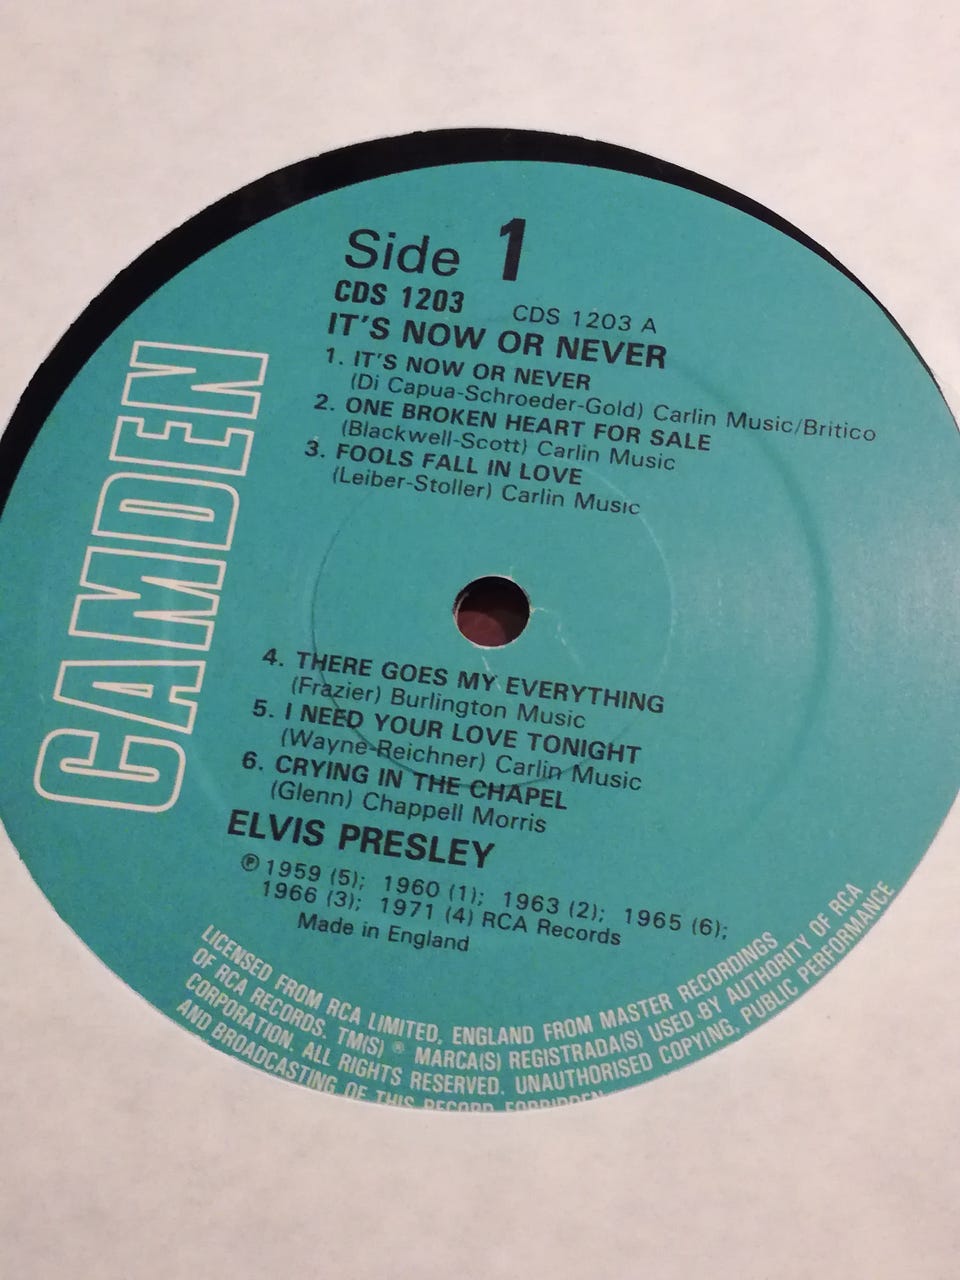 CAMDEN
Side 1
CDS 1203 CDS 1203 A
IT'S NOW OR NEVER
1. IT'S NOW OR NEVER
(Di Capua-Schroeder-Gold) Carlin Music/Britico
2. ONE BROKEN HEART FOR SALE
(Blackwell-Scott) Carlin Music
3. FOOLS FALL IN LOVE
(Leiber-Stoller) Carlin Music
4. THERE GOES MY EVERYTHING
(Frazier) Burlington Music
5. I NEED YOUR LOVE TONIGHT
(Wayne-Reichner) Carlin Music
6. CRYING IN THE CHAPEL
(Glenn) Chappell Morris
ELVIS PRESLEY
℗ 1959 (5); 1960 (1); 1963 (2); 1965 (6);
1966 (3); 1971 (4) RCA Records
Made in England
LICENSED FROM RCA LIMITED, ENGLAND FROM MASTER RECORDINGS
OF RCA RECORDS. TM(S) ® MARCA(S) REGISTRADA(S) USED BY AUTHORITY OF RCA
CORPORATION. ALL RIGHTS RESERVED. UNAUTHORISED COPYING, PUBLIC PERFORMANCE
AND BROADCASTING OF THIS RECORD FORBIDDEN